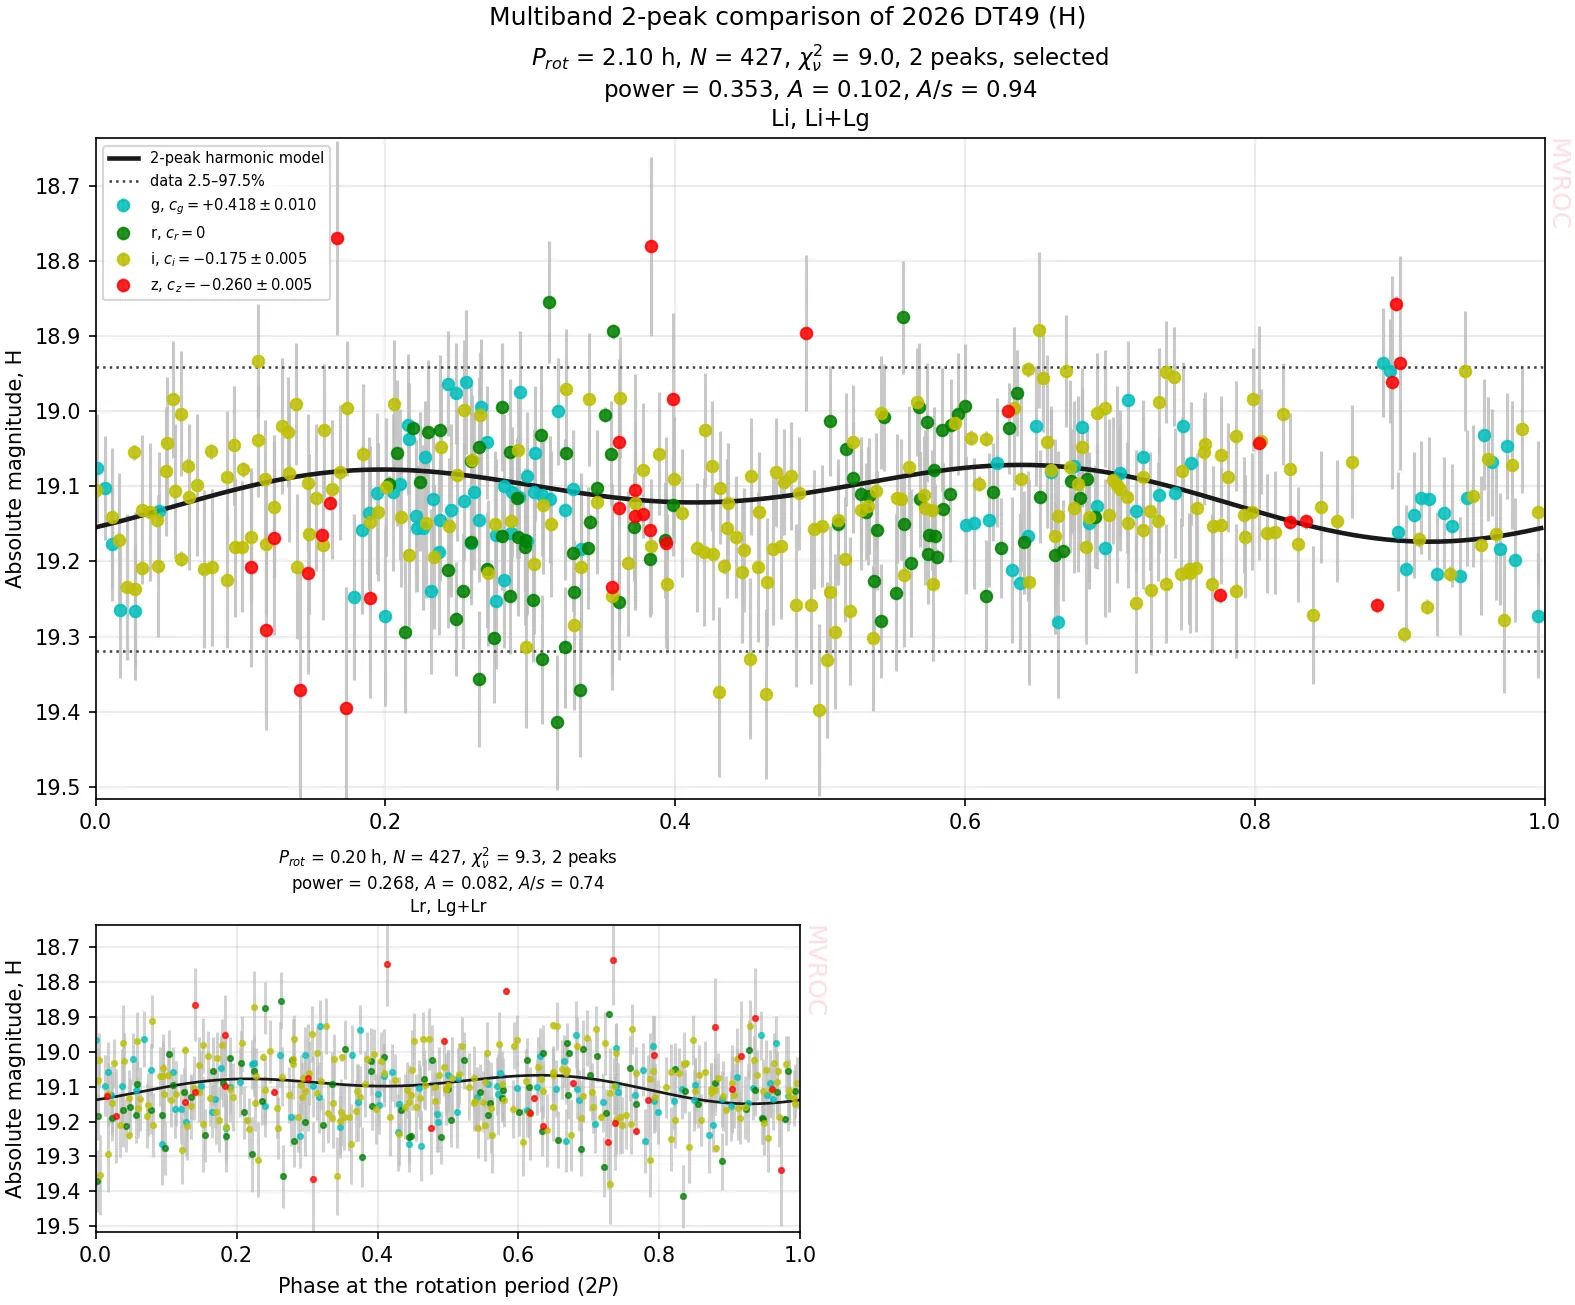 Multiband 2-peak comparison of 2026 DT49 (H)
P_rot = 2.10 h, N = 427, χ²_ν = 9.0, 2 peaks, selected
power = 0.353, A = 0.102, A/s = 0.94
Li, Li+Lg
MVROC
2-peak harmonic model
data 2.5–97.5%
g, c_g = +0.418 ± 0.010
r, c_r = 0
i, c_i = −0.175 ± 0.005
z, c_z = −0.260 ± 0.005
Absolute magnitude, H
18.7
18.8
18.9
19.0
19.1
19.2
19.3
19.4
19.5
0.0 0.2 0.4 0.6 0.8 1.0
P_rot = 0.20 h, N = 427, χ²_ν = 9.3, 2 peaks
power = 0.268, A = 0.082, A/s = 0.74
Lr, Lg+Lr
MVROC
Absolute magnitude, H
18.7
18.8
18.9
19.0
19.1
19.2
19.3
19.4
19.5
0.0 0.2 0.4 0.6 0.8 1.0
Phase at the rotation period (2P)